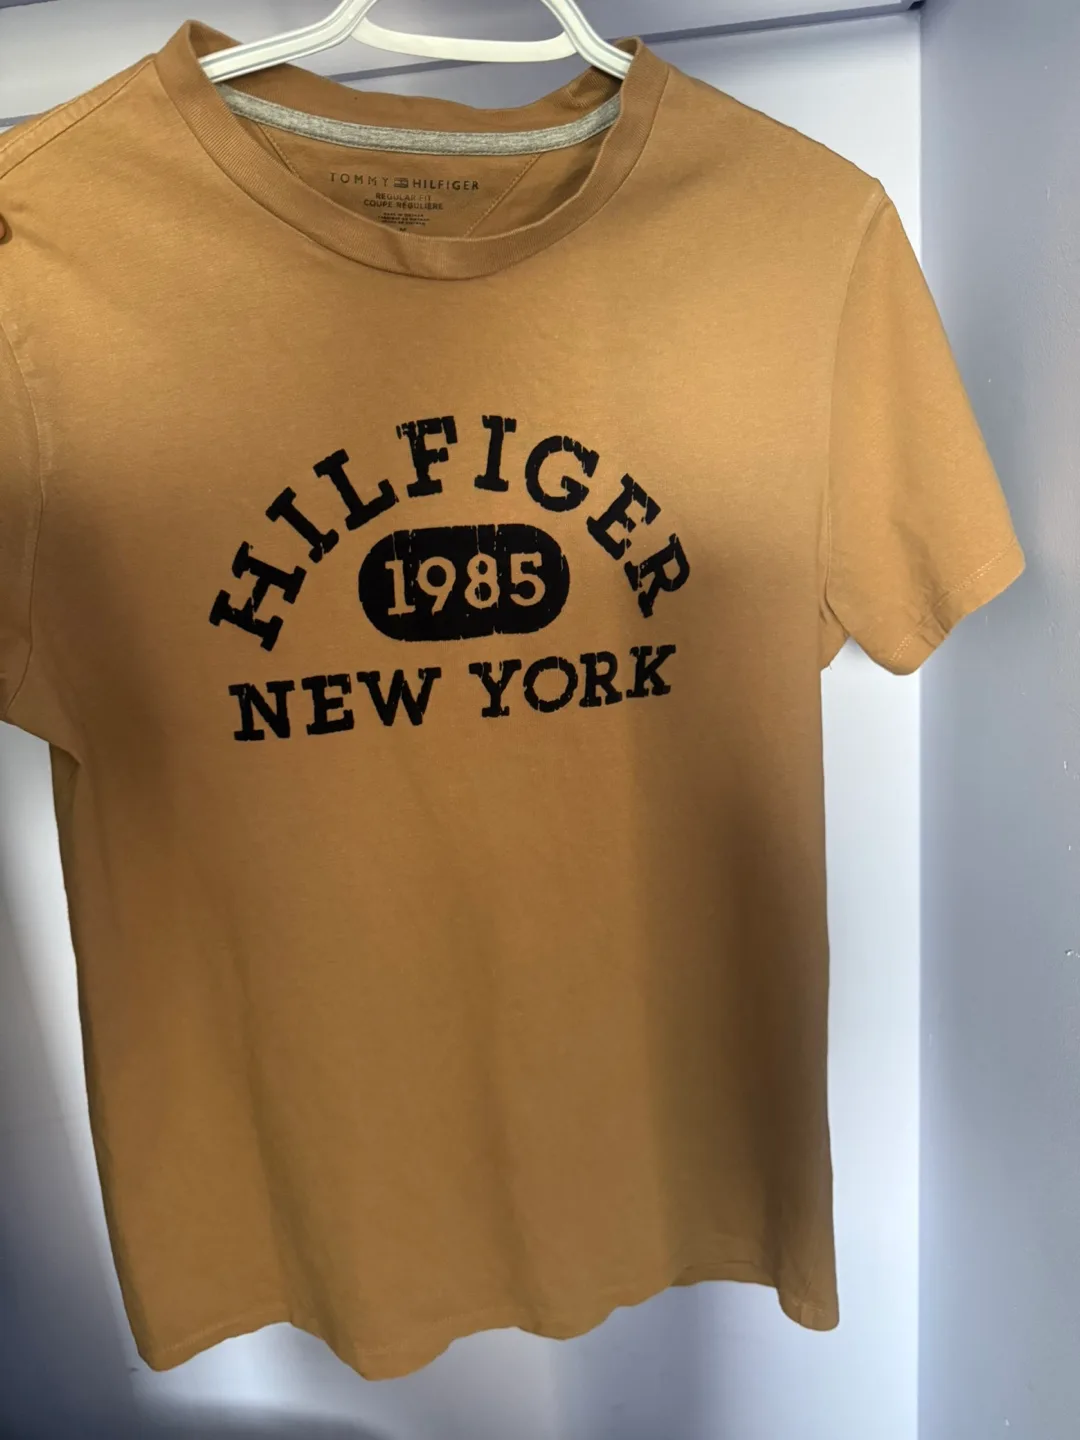 TOMMY HILFIGER
REGULAR FIT
COUPE RÉGULIÈRE
HILFIGER
1985
NEW YORK